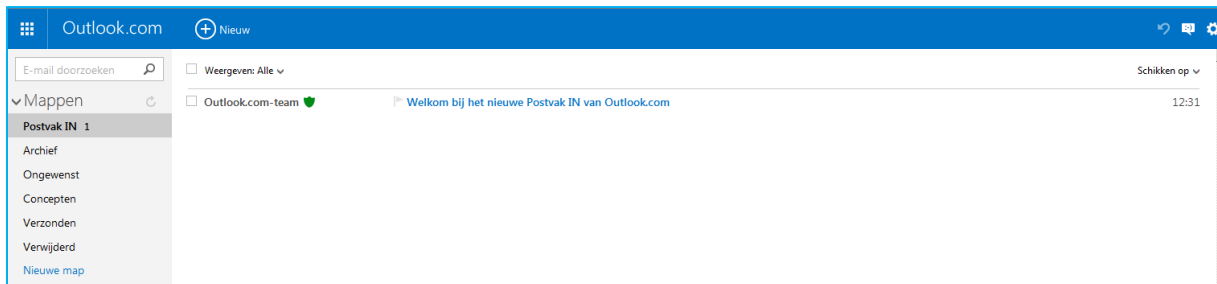 Outlook.com Nieuw
E-mail doorzoeken
Weergeven: Alle
Schikken op
Mappen
Outlook.com-team Welkom bij het nieuwe Postvak IN van Outlook.com 12:31
Postvak IN 1
Archief
Ongewenst
Concepten
Verzonden
Verwijderd
Nieuwe map